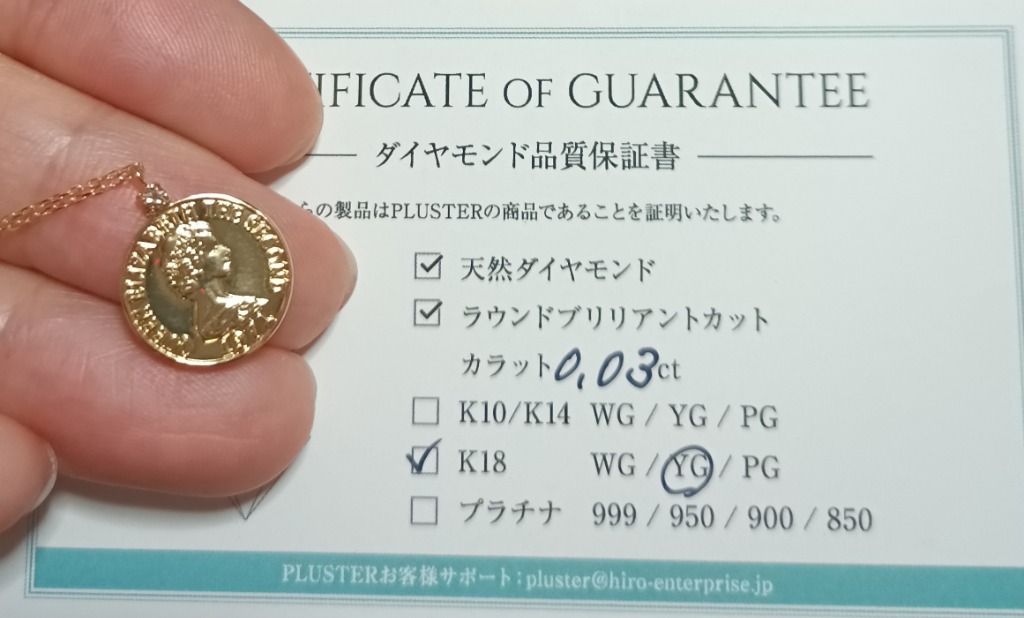 IFICATE OF GUARANTEE
ダイヤモンド品質保証書
の製品はPLUSTERの商品であることを証明いたします。
天然ダイヤモンド
ラウンドブリリアントカット
カラット0,03ct
K10/K14 WG / YG / PG
K18 WG / YG / PG
プラチナ 999 / 950 / 900 / 850
PLUSTERお客様サポート:pluster@hiro-enterprise.jp